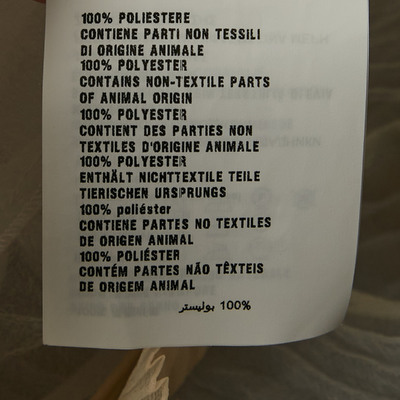 100% POLIESTERE
CONTIENE PARTI NON TESSILI
DI ORIGINE ANIMALE
100% POLYESTER
CONTAINS NON-TEXTILE PARTS
OF ANIMAL ORIGIN
100% POLYESTER
CONTIENT DES PARTIES NON
TEXTILES D'ORIGINE ANIMALE
100% POLYESTER
ENTHÄLT NICHTTEXTILE TEILE
TIERISCHEN URSPRUNGS
100% poliéster
CONTIENE PARTES NO TEXTILES
DE ORIGEN ANIMAL
100% POLIÉSTER
CONTÉM PARTES NÃO TÊXTEIS
DE ORIGEM ANIMAL
100% بوليستر